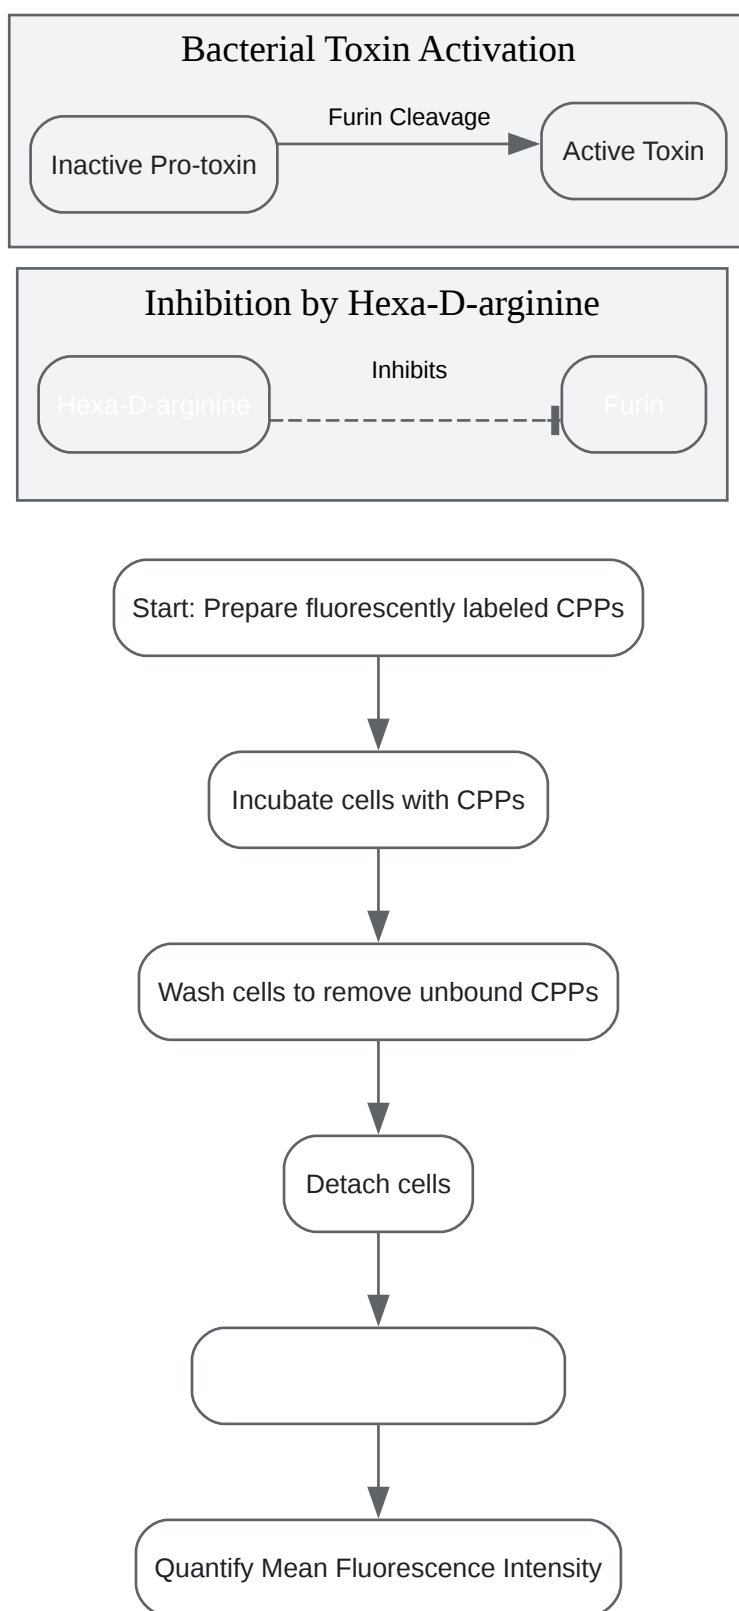 Bacterial Toxin Activation
Furin Cleavage
Inactive Pro-toxin
Active Toxin
Inhibition by Hexa-D-arginine
Inhibits
Hexa-D-arginine
Furin
Start: Prepare fluorescently labeled CPPs
Incubate cells with CPPs
Wash cells to remove unbound CPPs
Detach cells
Quantify Mean Fluorescence Intensity